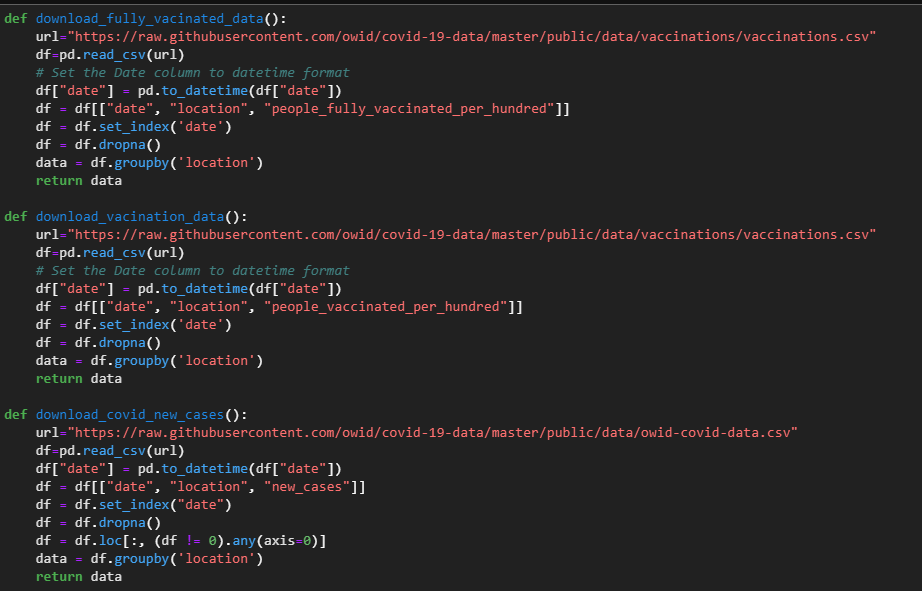 def download_fully_vacinated_data():
    url="https://raw.githubusercontent.com/owid/covid-19-data/master/public/data/vaccinations/vaccinations.csv"
    df=pd.read_csv(url)
    # Set the Date column to datetime format
    df["date"] = pd.to_datetime(df["date"])
    df = df[["date", "location", "people_fully_vaccinated_per_hundred"]]
    df = df.set_index('date')
    df = df.dropna()
    data = df.groupby('location')
    return data

def download_vacination_data():
    url="https://raw.githubusercontent.com/owid/covid-19-data/master/public/data/vaccinations/vaccinations.csv"
    df=pd.read_csv(url)
    # Set the Date column to datetime format
    df["date"] = pd.to_datetime(df["date"])
    df = df[["date", "location", "people_vaccinated_per_hundred"]]
    df = df.set_index('date')
    df = df.dropna()
    data = df.groupby('location')
    return data

def download_covid_new_cases():
    url="https://raw.githubusercontent.com/owid/covid-19-data/master/public/data/owid-covid-data.csv"
    df=pd.read_csv(url)
    df["date"] = pd.to_datetime(df["date"])
    df = df[["date", "location", "new_cases"]]
    df = df.set_index("date")
    df = df.dropna()
    df = df.loc[:, (df != 0).any(axis=0)]
    data = df.groupby('location')
    return data